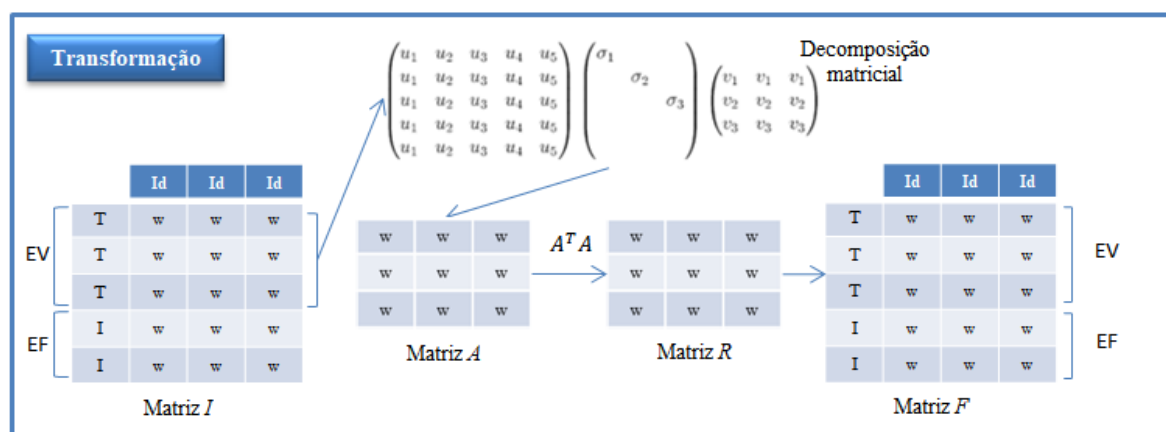 Transformação
u₁ u₂ u₃ u₄ u₅
u₁ u₂ u₃ u₄ u₅
u₁ u₂ u₃ u₄ u₅
u₁ u₂ u₃ u₄ u₅
u₁ u₂ u₃ u₄ u₅
σ₁
σ₂
σ₃
v₁ v₁ v₁
v₂ v₂ v₂
v₃ v₃ v₃
Decomposição
matricial
Id Id Id
T w w w
T w w w
T w w w
I w w w
I w w w
EV
EF
Matriz I
w w w
w w w
w w w
Matriz A
AᵀA
w w w
w w w
w w w
Matriz R
Id Id Id
T w w w
T w w w
T w w w
I w w w
I w w w
EV
EF
Matriz F